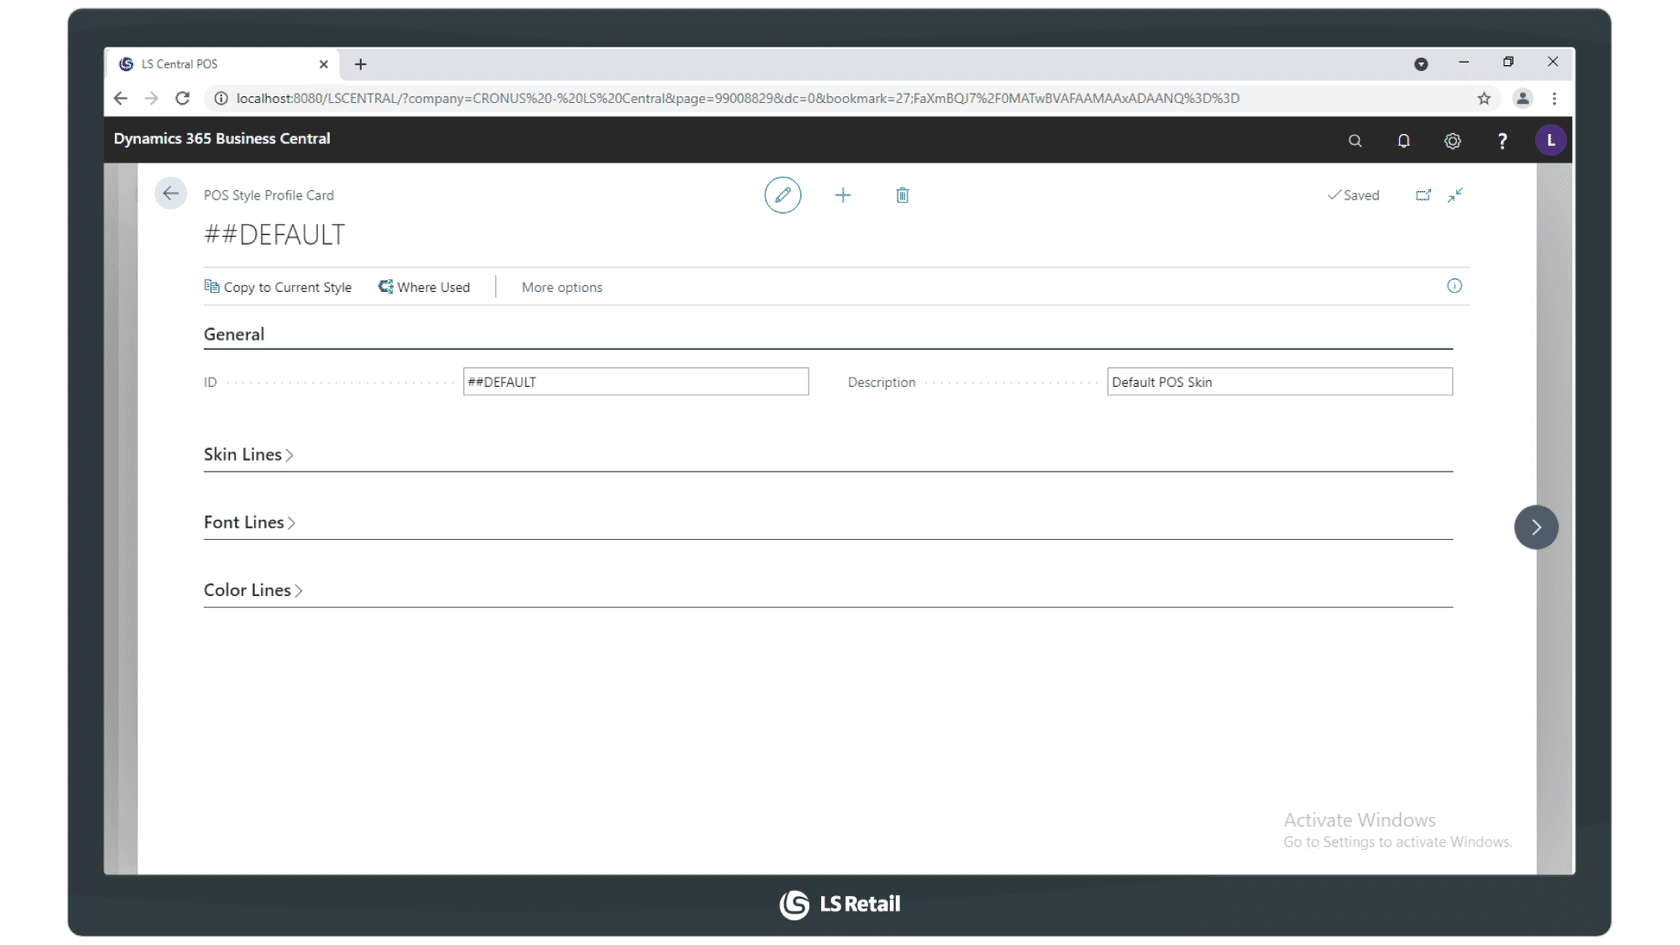 LS Central POS
localhost:8080/LSCENTRAL/?company=CRONUS%20-%20LS%20Central&page=99008829&dc=0&bookmark=27;FaXmBQJ7%2F0MATwBVAFAAMAAxADAANQ%3D%3D
Dynamics 365 Business Central
? L
POS Style Profile Card
Saved
##DEFAULT
Copy to Current Style Where Used More options
General
ID ##DEFAULT Description Default POS Skin
Skin Lines
Font Lines
Color Lines
Activate Windows
Go to Settings to activate Windows.
LS Retail